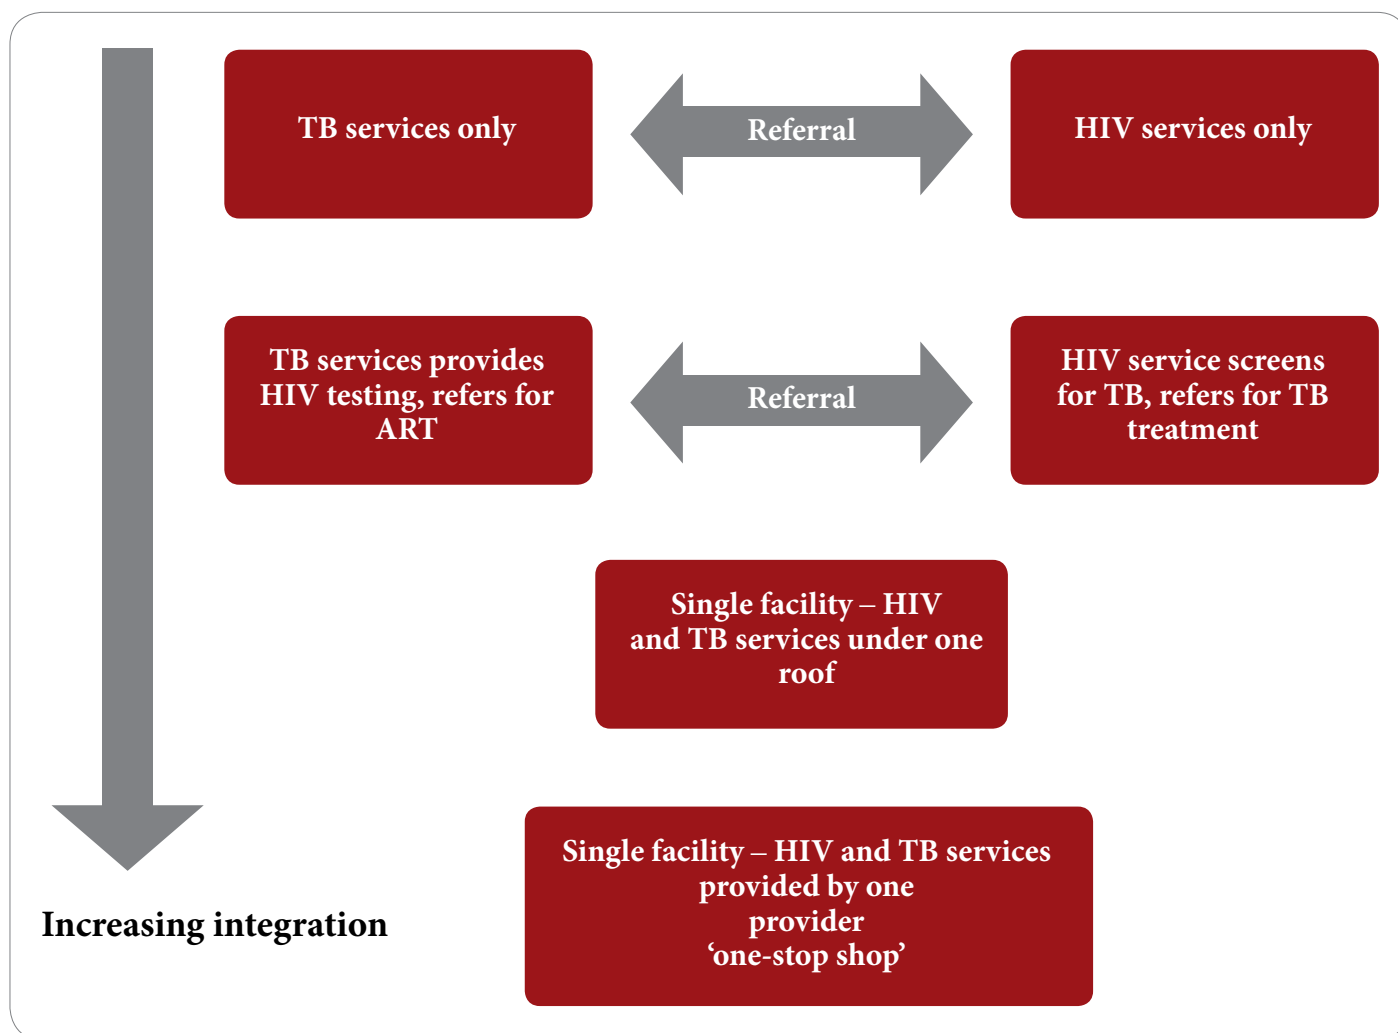 TB services only
Referral
HIV services only
TB services provides
HIV testing, refers for
ART
Referral
HIV service screens
for TB, refers for TB
treatment
Single facility – HIV
and TB services under one
roof
Single facility – HIV and TB services
provided by one
provider
‘one-stop shop’
Increasing integration